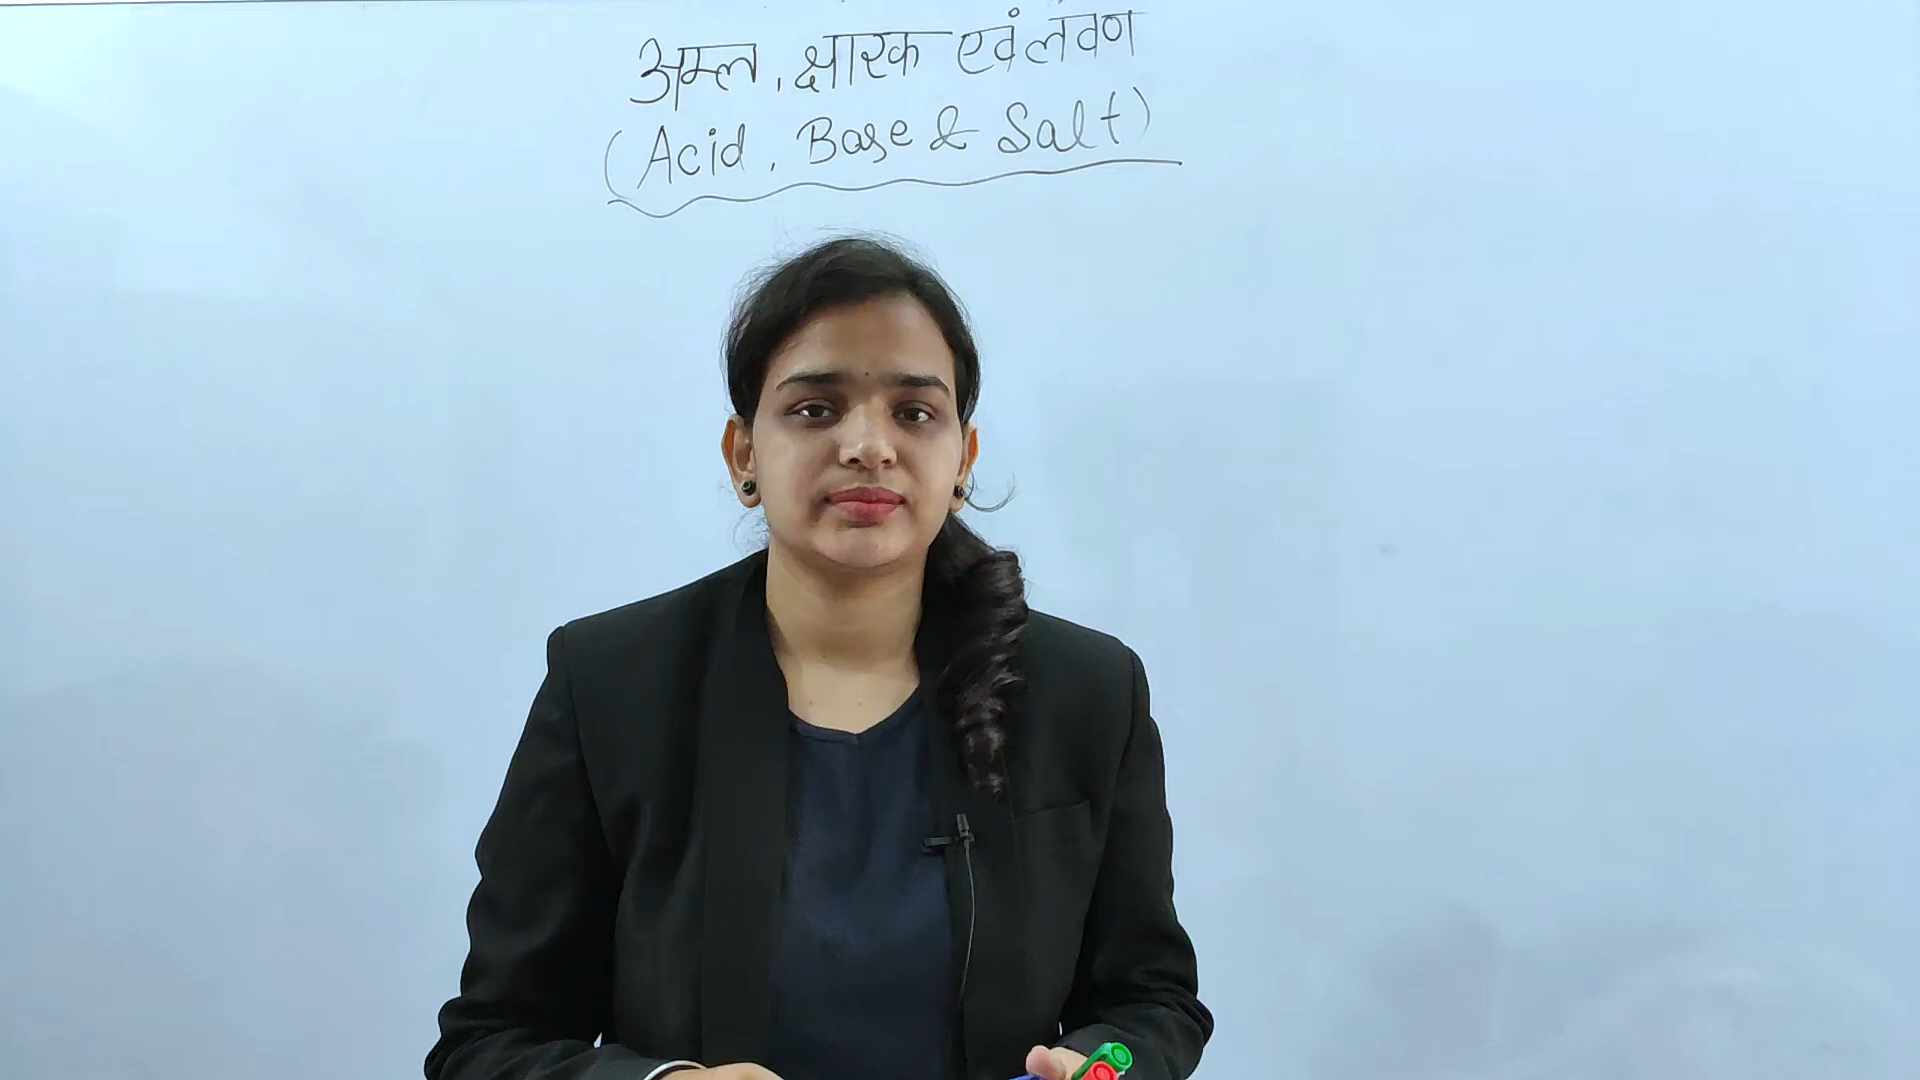 अम्ल, क्षारक एवं लवण
(Acid, Base & Salt)